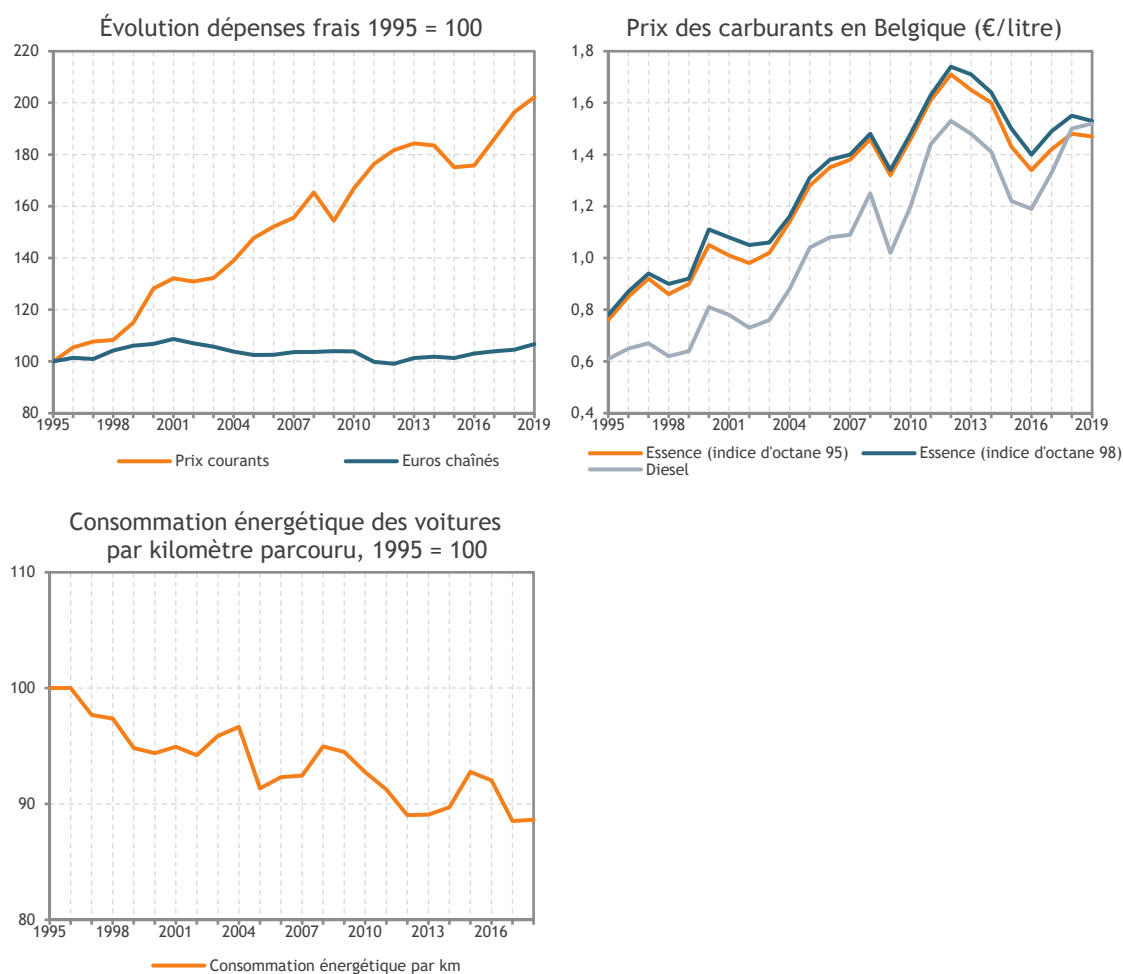 Évolution dépenses frais 1995 = 100
220
200
180
160
140
120
100
80
1995 1998 2001 2004 2007 2010 2013 2016 2019
Prix courants Euros chaînés
Prix des carburants en Belgique (€/litre)
1,8
1,6
1,4
1,2
1,0
0,8
0,6
0,4
1995 1998 2001 2004 2007 2010 2013 2016 2019
Essence (indice d'octane 95) Essence (indice d'octane 98)
Diesel
Consommation énergétique des voitures
par kilomètre parcouru, 1995 = 100
110
100
90
80
1995 1998 2001 2004 2007 2010 2013 2016
Consommation énergétique par km